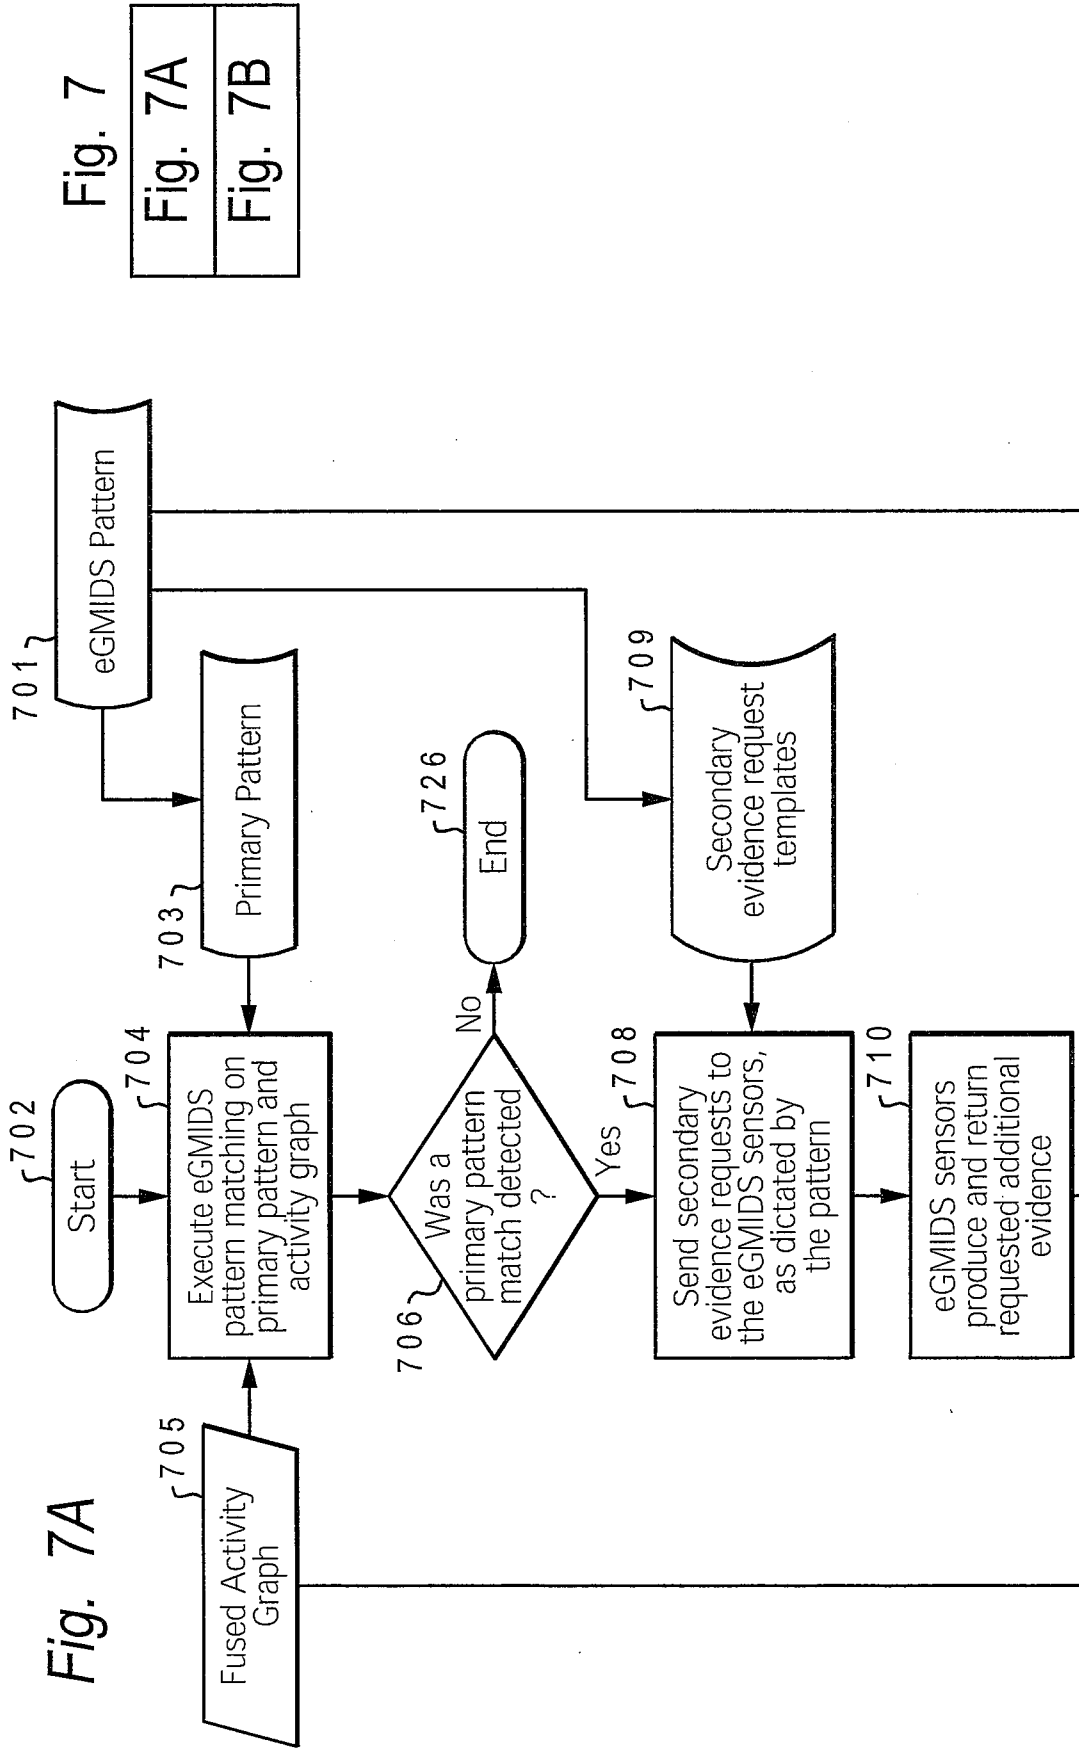 Fig. 7A
Fig. 7
Fig. 7A
Fig. 7B
702
Start
701
eGMIDS Pattern
705
Fused Activity
Graph
704
Execute eGMIDS
pattern matching on
primary pattern and
activity graph
703
Primary Pattern
706
Was a
primary pattern
match detected
?
No
726
End
Yes
708
Send secondary
evidence requests to
the eGMIDS sensors,
as dictated by
the pattern
709
Secondary
evidence request
templates
710
eGMIDS sensors
produce and return
requested additional
evidence